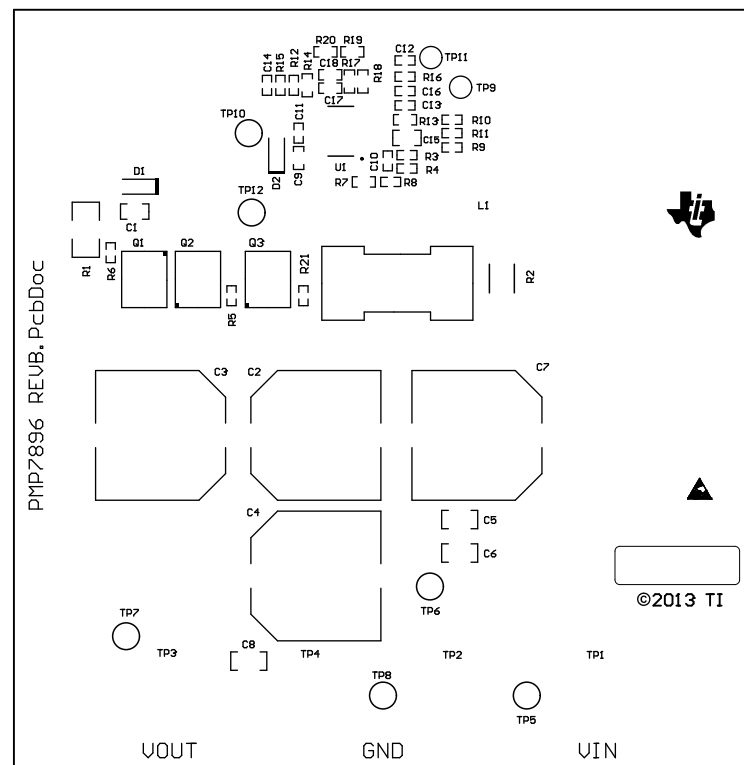 R20 R19
C14 R15 R12 R14 C18 R17 R18 C12 TP11
R16
C16 TP9
C17 C13
TP10 C11 R13 R10
R11
C15 R9
D2 C9 U1 C10 R3
R4
D1 R7 R8
TP12 L1
C1
R1 R6 Q1 Q2 Q3 R21 R2
R5
PMP7896 REVB.PcbDoc
C3 C2 C7
C4 C5
C6
©2013 TI
TP7 TP6
TP3 C8 TP4 TP2 TP1
TP8
TP5
VOUT GND VIN